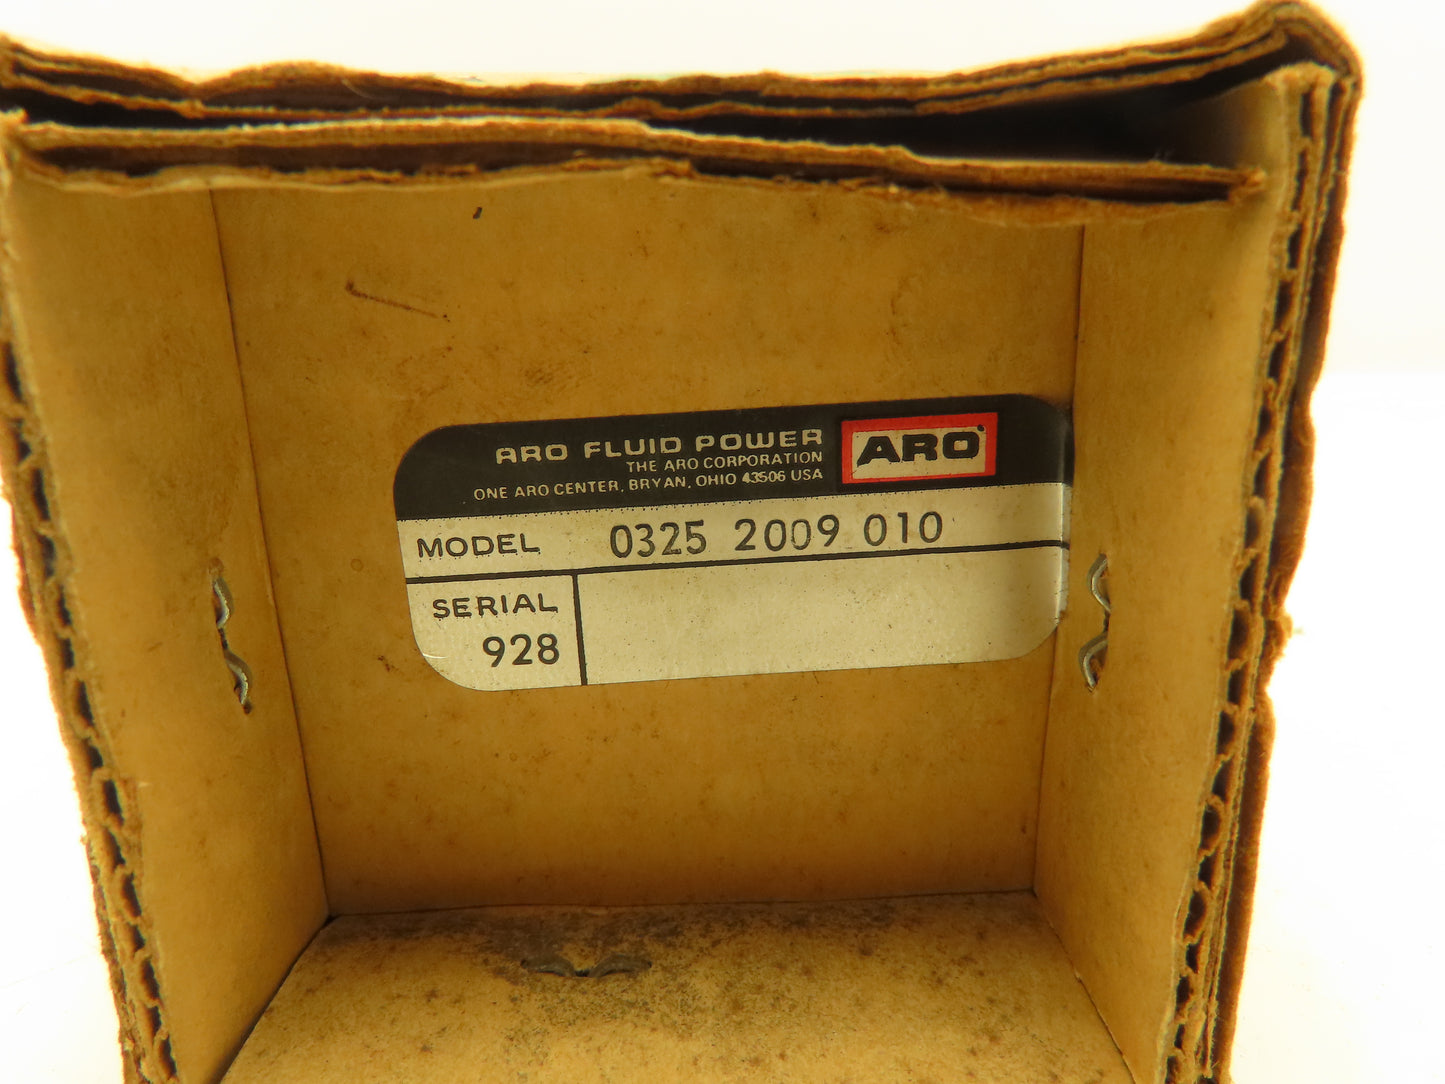 ARO FLUID POWER
THE ARO CORPORATION
ONE ARO CENTER, BRYAN, OHIO 43506 USA
ARO
MODEL 0325 2009 010
SERIAL
928